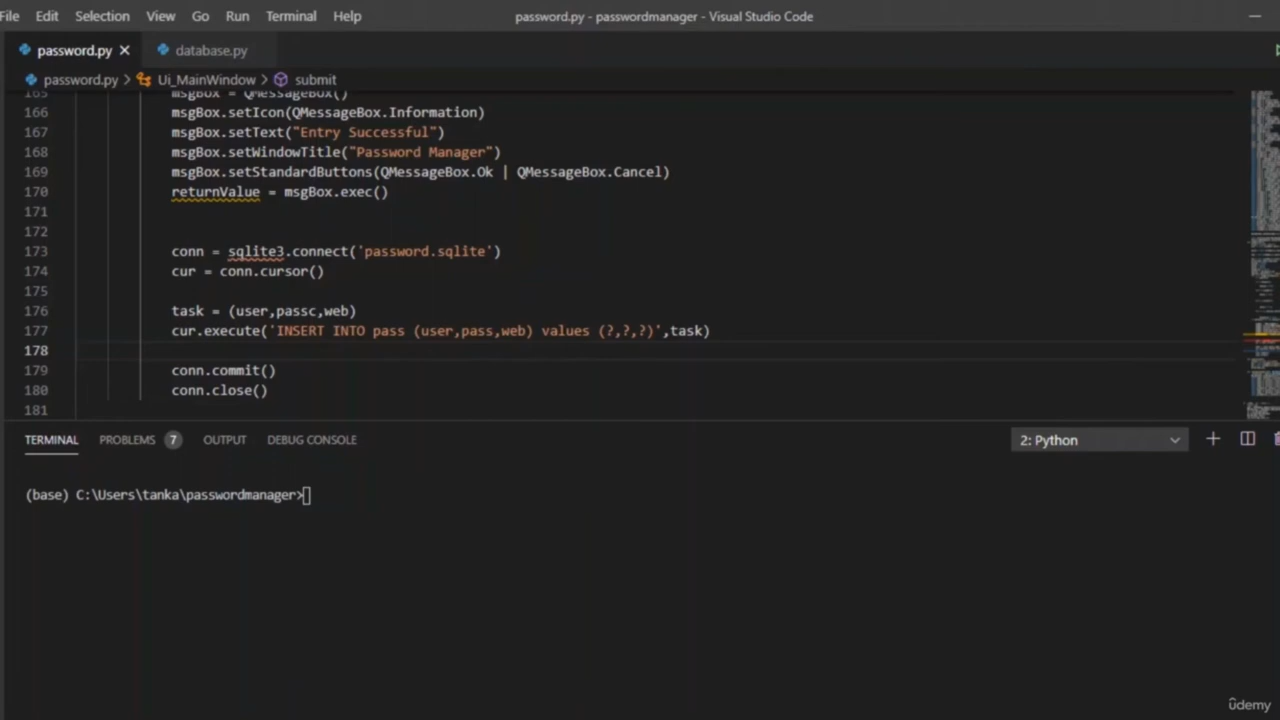 File Edit Selection View Go Run Terminal Help password.py - passwordmanager - Visual Studio Code
password.py database.py
password.py > Ui_MainWindow > submit
165 msgBox = QMessageBox()
166 msgBox.setIcon(QMessageBox.Information)
167 msgBox.setText("Entry Successful")
168 msgBox.setWindowTitle("Password Manager")
169 msgBox.setStandardButtons(QMessageBox.Ok | QMessageBox.Cancel)
170 returnValue = msgBox.exec()
171
172
173 conn = sqlite3.connect('password.sqlite')
174 cur = conn.cursor()
175
176 task = (user,passc,web)
177 cur.execute('INSERT INTO pass (user,pass,web) values (?,?,?)',task)
178
179 conn.commit()
180 conn.close()
181
TERMINAL PROBLEMS 7 OUTPUT DEBUG CONSOLE 2: Python
(base) C:\Users\tanka\passwordmanager>
ûdemy